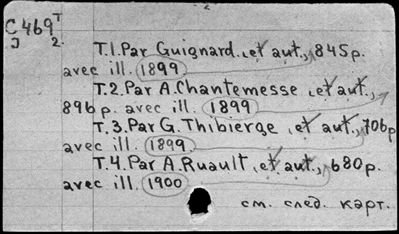 2
C 469 T
J 2.
T.1. Par Guignard. et aut., 845 p.
avec ill. 1899
T.2. Par A. Chantemesse et aut.,
896 p. avec ill. 1899
T.3. Par G. Thibierge et aut., 706 p
avec ill. 1899
T.4. Par A. Ruault, et aut., 680 p.
avec ill. 1900
см. след. карт.